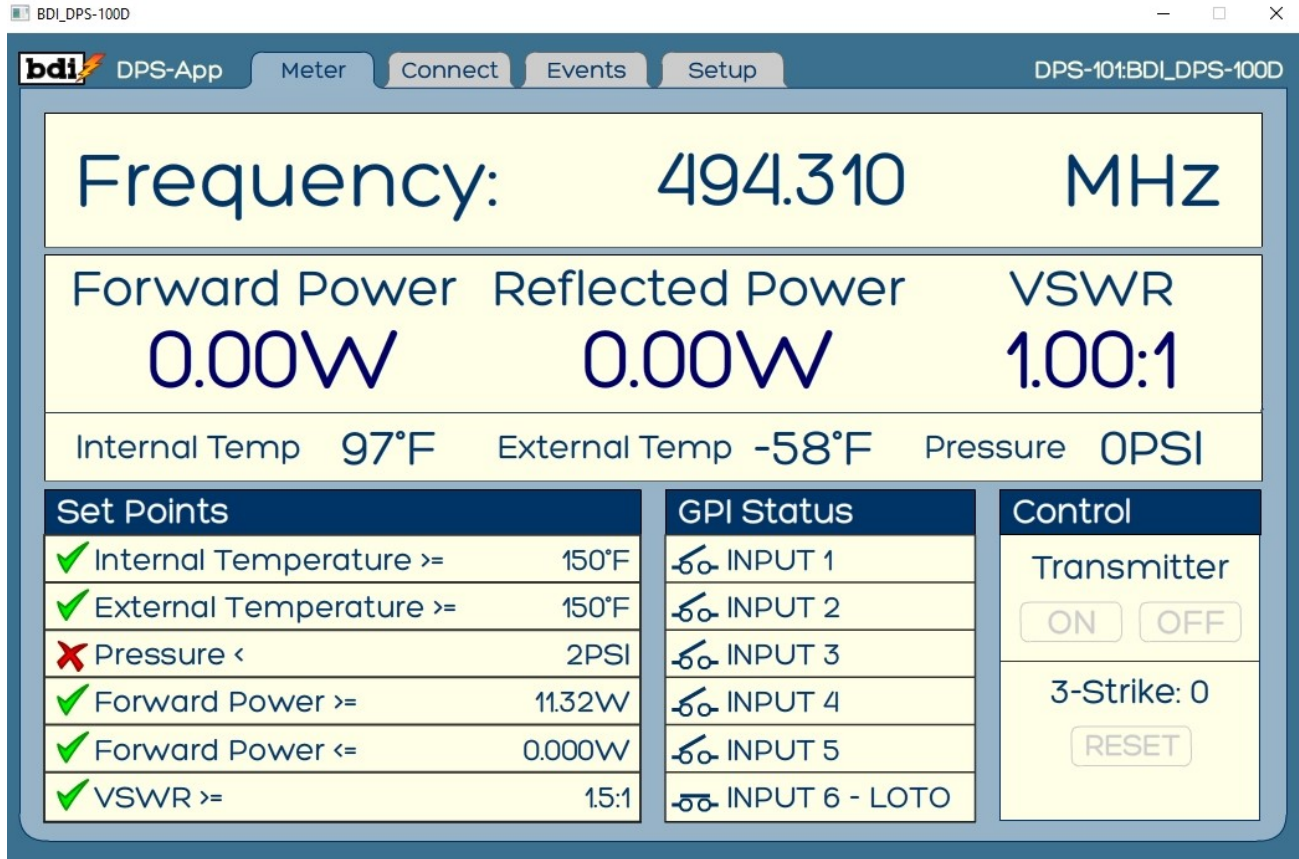 BDI_DPS-100D
bdi DPS-App Meter Connect Events Setup DPS-101:BDI_DPS-100D
Frequency: 494.310 MHz
Forward Power Reflected Power VSWR
0.00W 0.00W 1.00:1
Internal Temp 97°F External Temp -58°F Pressure 0PSI
Set Points
Internal Temperature >= 150°F
External Temperature >= 150°F
Pressure < 2PSI
Forward Power >= 11.32W
Forward Power <= 0.000W
VSWR >= 1.5:1
GPI Status
INPUT 1
INPUT 2
INPUT 3
INPUT 4
INPUT 5
INPUT 6 - LOTO
Control
Transmitter
ON OFF
3-Strike: 0
RESET